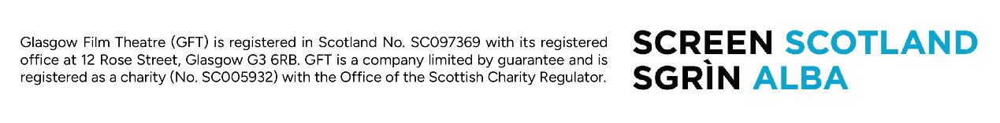 Glasgow Film Theatre (GFT) is registered in Scotland No. SC097369 with its registered
office at 12 Rose Street, Glasgow G3 6RB. GFT is a company limited by guarantee and is
registered as a charity (No. SC005932) with the Office of the Scottish Charity Regulator.
SCREEN SCOTLAND
SGRÌN ALBA